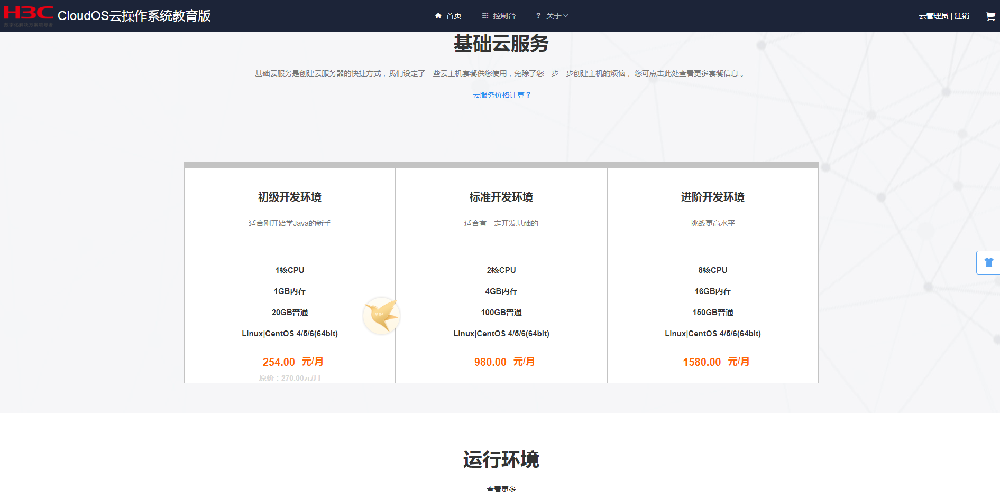 H3C
数字化解决方案领导者
CloudOS云操作系统教育版
首页
控制台
? 关于
云管理员 | 注销
基础云服务
基础云服务是创建云服务器的快捷方式，我们设定了一些云主机套餐供您使用，免除了您一步一步创建主机的烦恼， 您可点击此处查看更多套餐信息 。
云服务价格计算 ?
初级开发环境
适合刚开始学Java的新手
1核CPU
1GB内存
20GB普通
Linux|CentOS 4/5/6(64bit)
254.00 元/月
原价：270.00元/月
VIP
标准开发环境
适合有一定开发基础的
2核CPU
4GB内存
100GB普通
Linux|CentOS 4/5/6(64bit)
980.00 元/月
进阶开发环境
挑战更高水平
8核CPU
16GB内存
150GB普通
Linux|CentOS 4/5/6(64bit)
1580.00 元/月
运行环境
查看更多